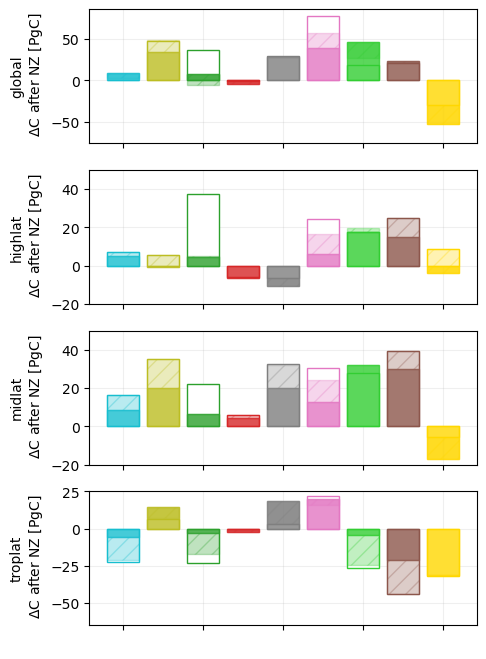 global
ΔC after NZ [PgC]
50
0
−50
highlat
ΔC after NZ [PgC]
40
20
0
−20
midlat
ΔC after NZ [PgC]
40
20
0
−20
troplat
ΔC after NZ [PgC]
25
0
−25
−50